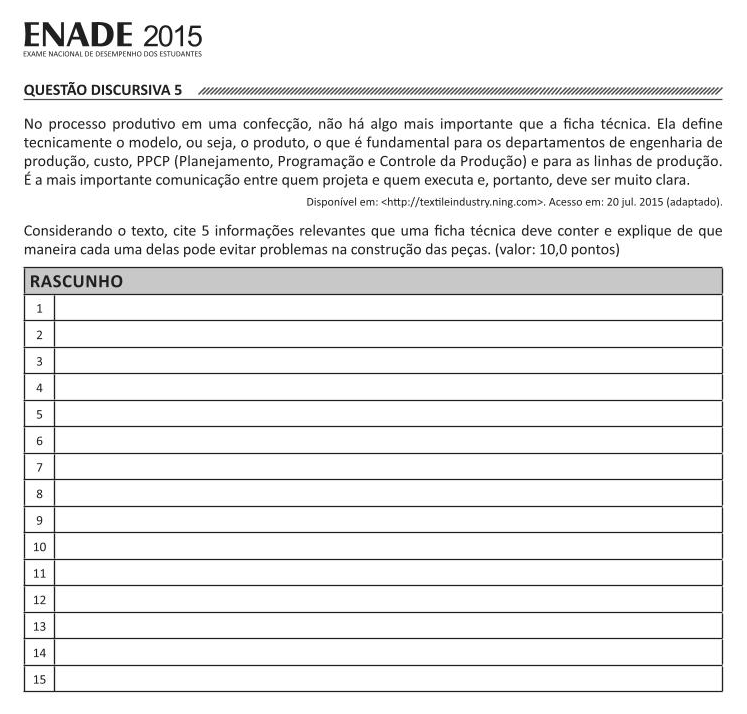 ENADE 2015
EXAME NACIONAL DE DESEMPENHO DOS ESTUDANTES
QUESTÃO DISCURSIVA 5
No processo produtivo em uma confecção, não há algo mais importante que a ficha técnica. Ela define
tecnicamente o modelo, ou seja, o produto, o que é fundamental para os departamentos de engenharia de
produção, custo, PPCP (Planejamento, Programação e Controle da Produção) e para as linhas de produção.
É a mais importante comunicação entre quem projeta e quem executa e, portanto, deve ser muito clara.
Disponível em: <http://textileindustry.ning.com>. Acesso em: 20 jul. 2015 (adaptado).
Considerando o texto, cite 5 informações relevantes que uma ficha técnica deve conter e explique de que
maneira cada uma delas pode evitar problemas na construção das peças. (valor: 10,0 pontos)
RASCUNHO
1
2
3
4
5
6
7
8
9
10
11
12
13
14
15